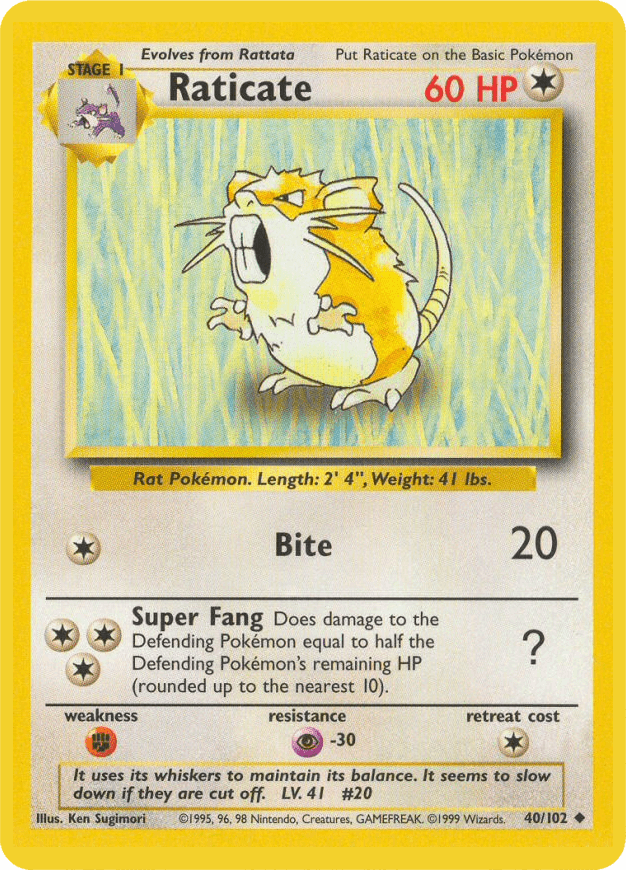 Evolves from Rattata
Put Raticate on the Basic Pokémon
STAGE 1
Raticate
60 HP
Rat Pokémon. Length: 2' 4", Weight: 41 lbs.
Bite
20
Super Fang Does damage to the
Defending Pokémon equal to half the
Defending Pokémon's remaining HP
(rounded up to the nearest 10).
?
weakness
resistance
retreat cost
-30
It uses its whiskers to maintain its balance. It seems to slow
down if they are cut off. LV. 41 #20
Illus. Ken Sugimori
©1995, 96, 98 Nintendo, Creatures, GAMEFREAK. ©1999 Wizards.
40/102